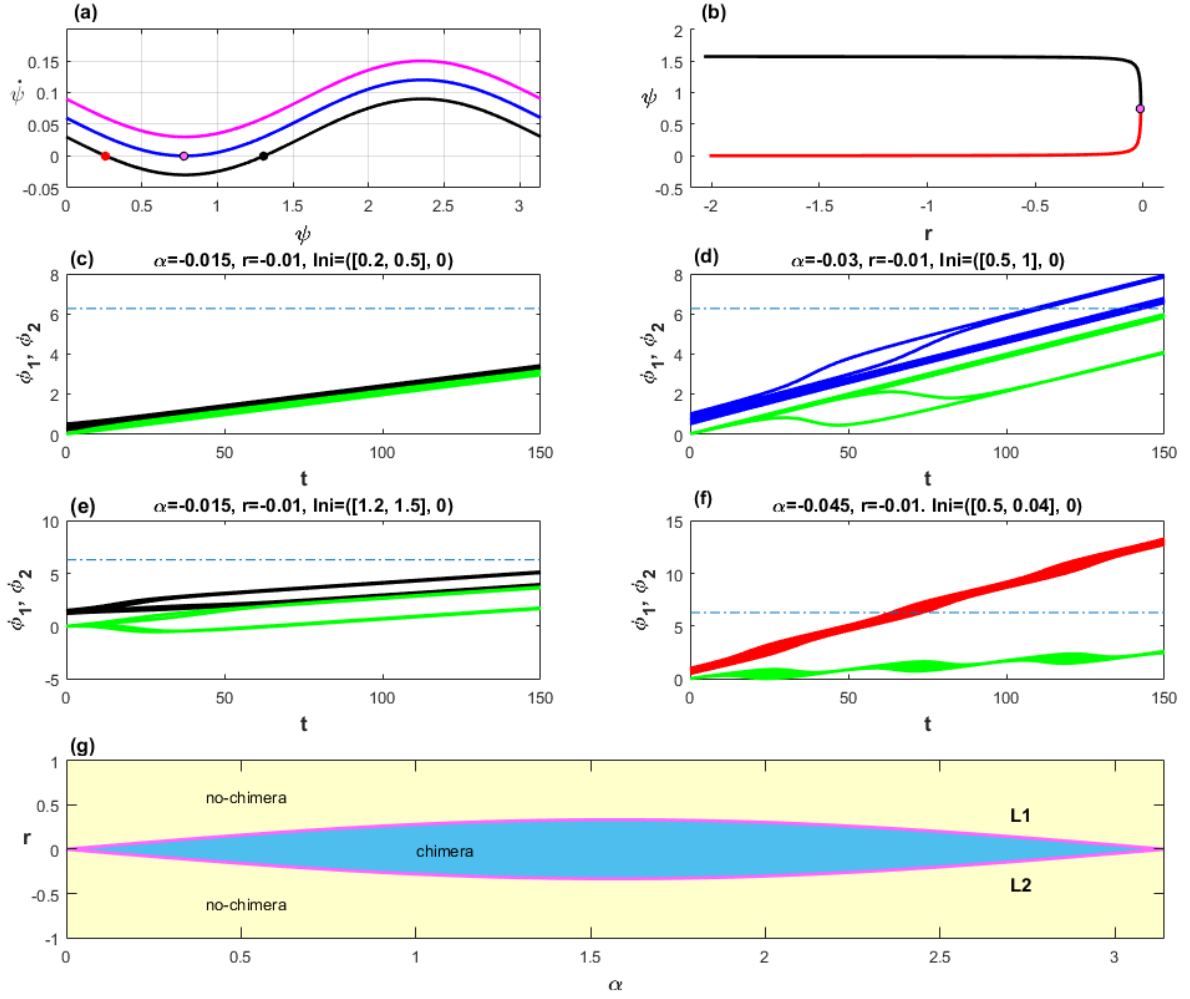 (a)
0.15
0.1
0.05
0
-0.05
ψ̇
0 0.5 1 1.5 2 2.5 3
ψ
(b)
2
1.5
1
0.5
0
-0.5
ψ
-2 -1.5 -1 -0.5 0
r
(c) α=-0.015, r=-0.01, Ini=([0.2, 0.5], 0)
8
6
4
2
0
ϕ̇1, ϕ̇2
0 50 100 150
t
(d) α=-0.03, r=-0.01, Ini=([0.5, 1], 0)
8
6
4
2
0
ϕ̇1, ϕ̇2
0 50 100 150
t
(e) α=-0.015, r=-0.01, Ini=([1.2, 1.5], 0)
10
5
0
-5
ϕ̇1, ϕ̇2
0 50 100 150
t
(f) α=-0.045, r=-0.01. Ini=([0.5, 0.04], 0)
15
10
5
0
ϕ̇1, ϕ̇2
0 50 100 150
t
(g)
1
0.5
0
-0.5
-1
r
no-chimera
L1
chimera
L2
no-chimera
0 0.5 1 1.5 2 2.5 3
α